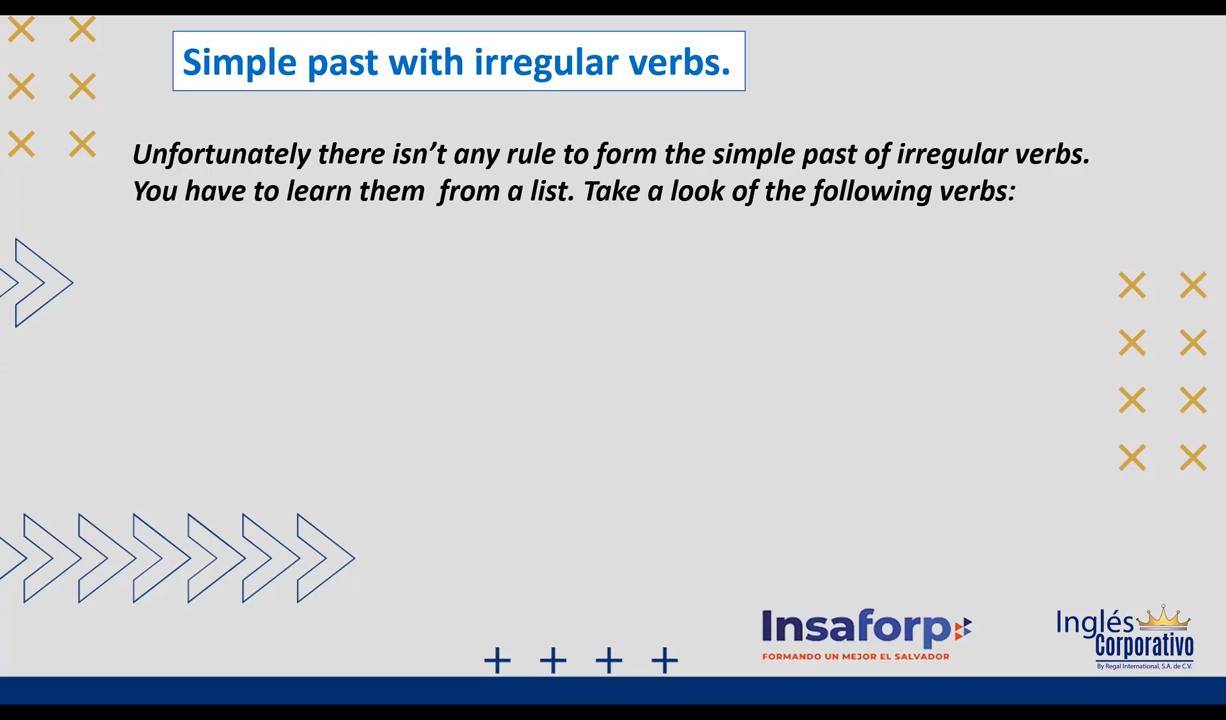 Simple past with irregular verbs.
Unfortunately there isn't any rule to form the simple past of irregular verbs.
You have to learn them from a list. Take a look of the following verbs:
Insaforp
FORMANDO UN MEJOR EL SALVADOR
Inglés
Corporativo
By Regal International, S.A. de C.V.